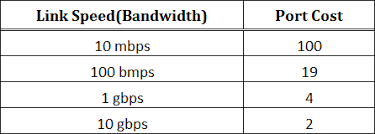 Link Speed(Bandwidth) Port Cost
10 mbps 100
100 bmps 19
1 gbps 4
10 gbps 2